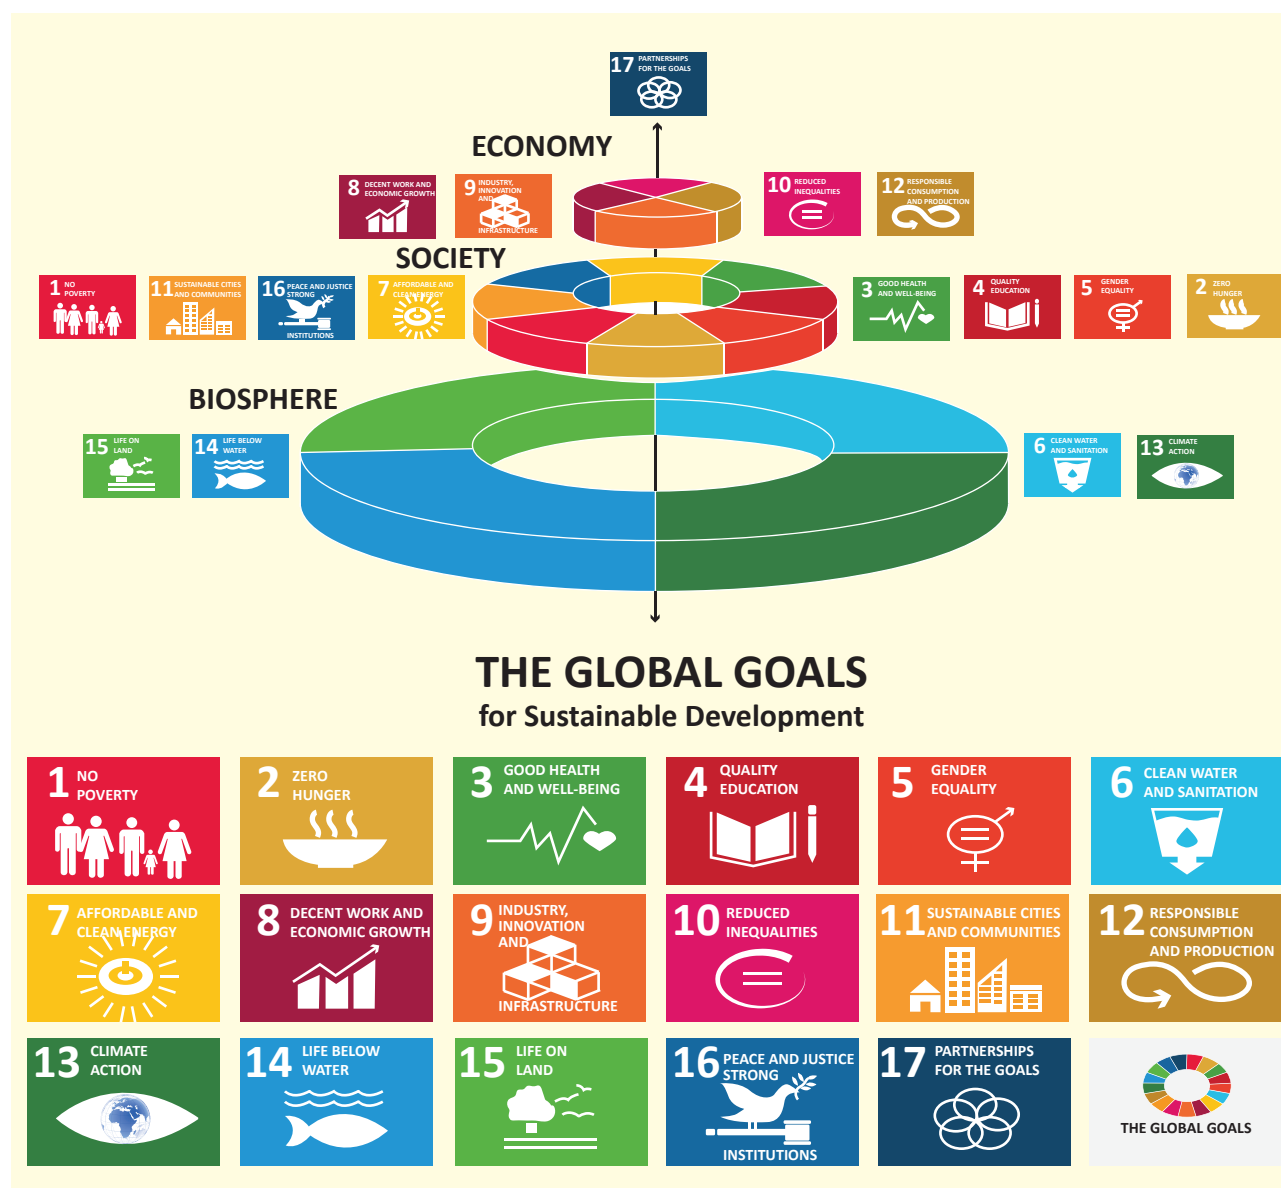 17 PARTNERSHIPS
FOR THE GOALS
ECONOMY
8 DECENT WORK AND
ECONOMIC GROWTH
9 INDUSTRY,
INNOVATION
AND
INFRASTRUCTURE
10 REDUCED
INEQUALITIES
12 RESPONSIBLE
CONSUMPTION
AND PRODUCTION
SOCIETY
1 NO
POVERTY
11 SUSTAINABLE CITIES
AND COMMUNITIES
16 PEACE AND JUSTICE
STRONG
INSTITUTIONS
7 AFFORDABLE AND
CLEAN ENERGY
3 GOOD HEALTH
AND WELL-BEING
4 QUALITY
EDUCATION
5 GENDER
EQUALITY
2 ZERO
HUNGER
BIOSPHERE
15 LIFE ON
LAND
14 LIFE BELOW
WATER
6 CLEAN WATER
AND SANITATION
13 CLIMATE
ACTION
THE GLOBAL GOALS
for Sustainable Development
1 NO
POVERTY
2 ZERO
HUNGER
3 GOOD HEALTH
AND WELL-BEING
4 QUALITY
EDUCATION
5 GENDER
EQUALITY
6 CLEAN WATER
AND SANITATION
7 AFFORDABLE AND
CLEAN ENERGY
8 DECENT WORK AND
ECONOMIC GROWTH
9 INDUSTRY,
INNOVATION
AND
INFRASTRUCTURE
10 REDUCED
INEQUALITIES
11 SUSTAINABLE CITIES
AND COMMUNITIES
12 RESPONSIBLE
CONSUMPTION
AND PRODUCTION
13 CLIMATE
ACTION
14 LIFE BELOW
WATER
15 LIFE ON
LAND
16 PEACE AND JUSTICE
STRONG
INSTITUTIONS
17 PARTNERSHIPS
FOR THE GOALS
THE GLOBAL GOALS